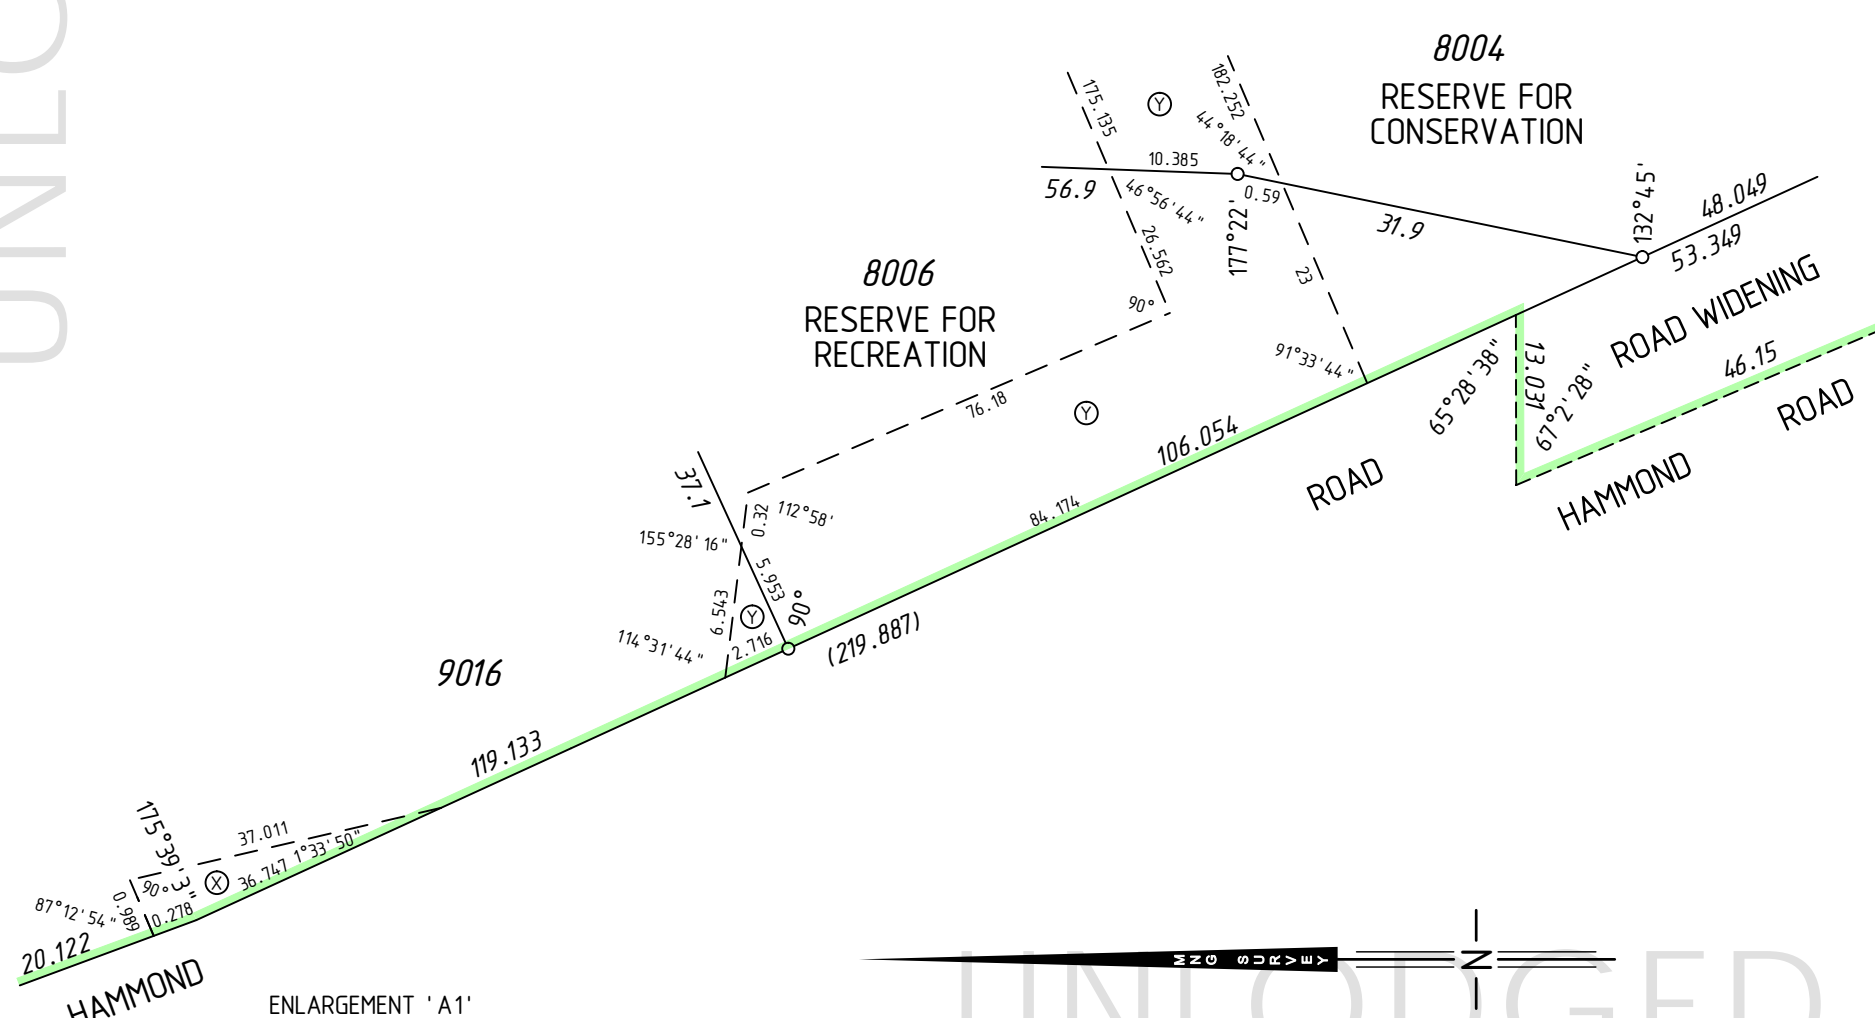 8004
RESERVE FOR
CONSERVATION
182.252
175.135
Y
44°18'44"
10.385
56.9
46°56'44"
0.59
177°22'
31.9
132°45'
48.049
53.349
26.562
23
90°
8006
RESERVE FOR
RECREATION
ROAD WIDENING
91°33'44"
65°28'38"
13.031
67°2'28"
46.15
ROAD
HAMMOND
76.18
Y
106.054
ROAD
84.174
37.1
0.32
112°58'
155°28'16"
5.953
6.543
Y
90°
114°31'44"
2.716
(219.887)
9016
119.133
175°39'3"
37.011
1°33'50"
36.747
X
90°
0.989
0.278
87°12'54"
20.122
HAMMOND
ENLARGEMENT 'A1'
MNG SURVEY
N
UNLODGED
UNLO